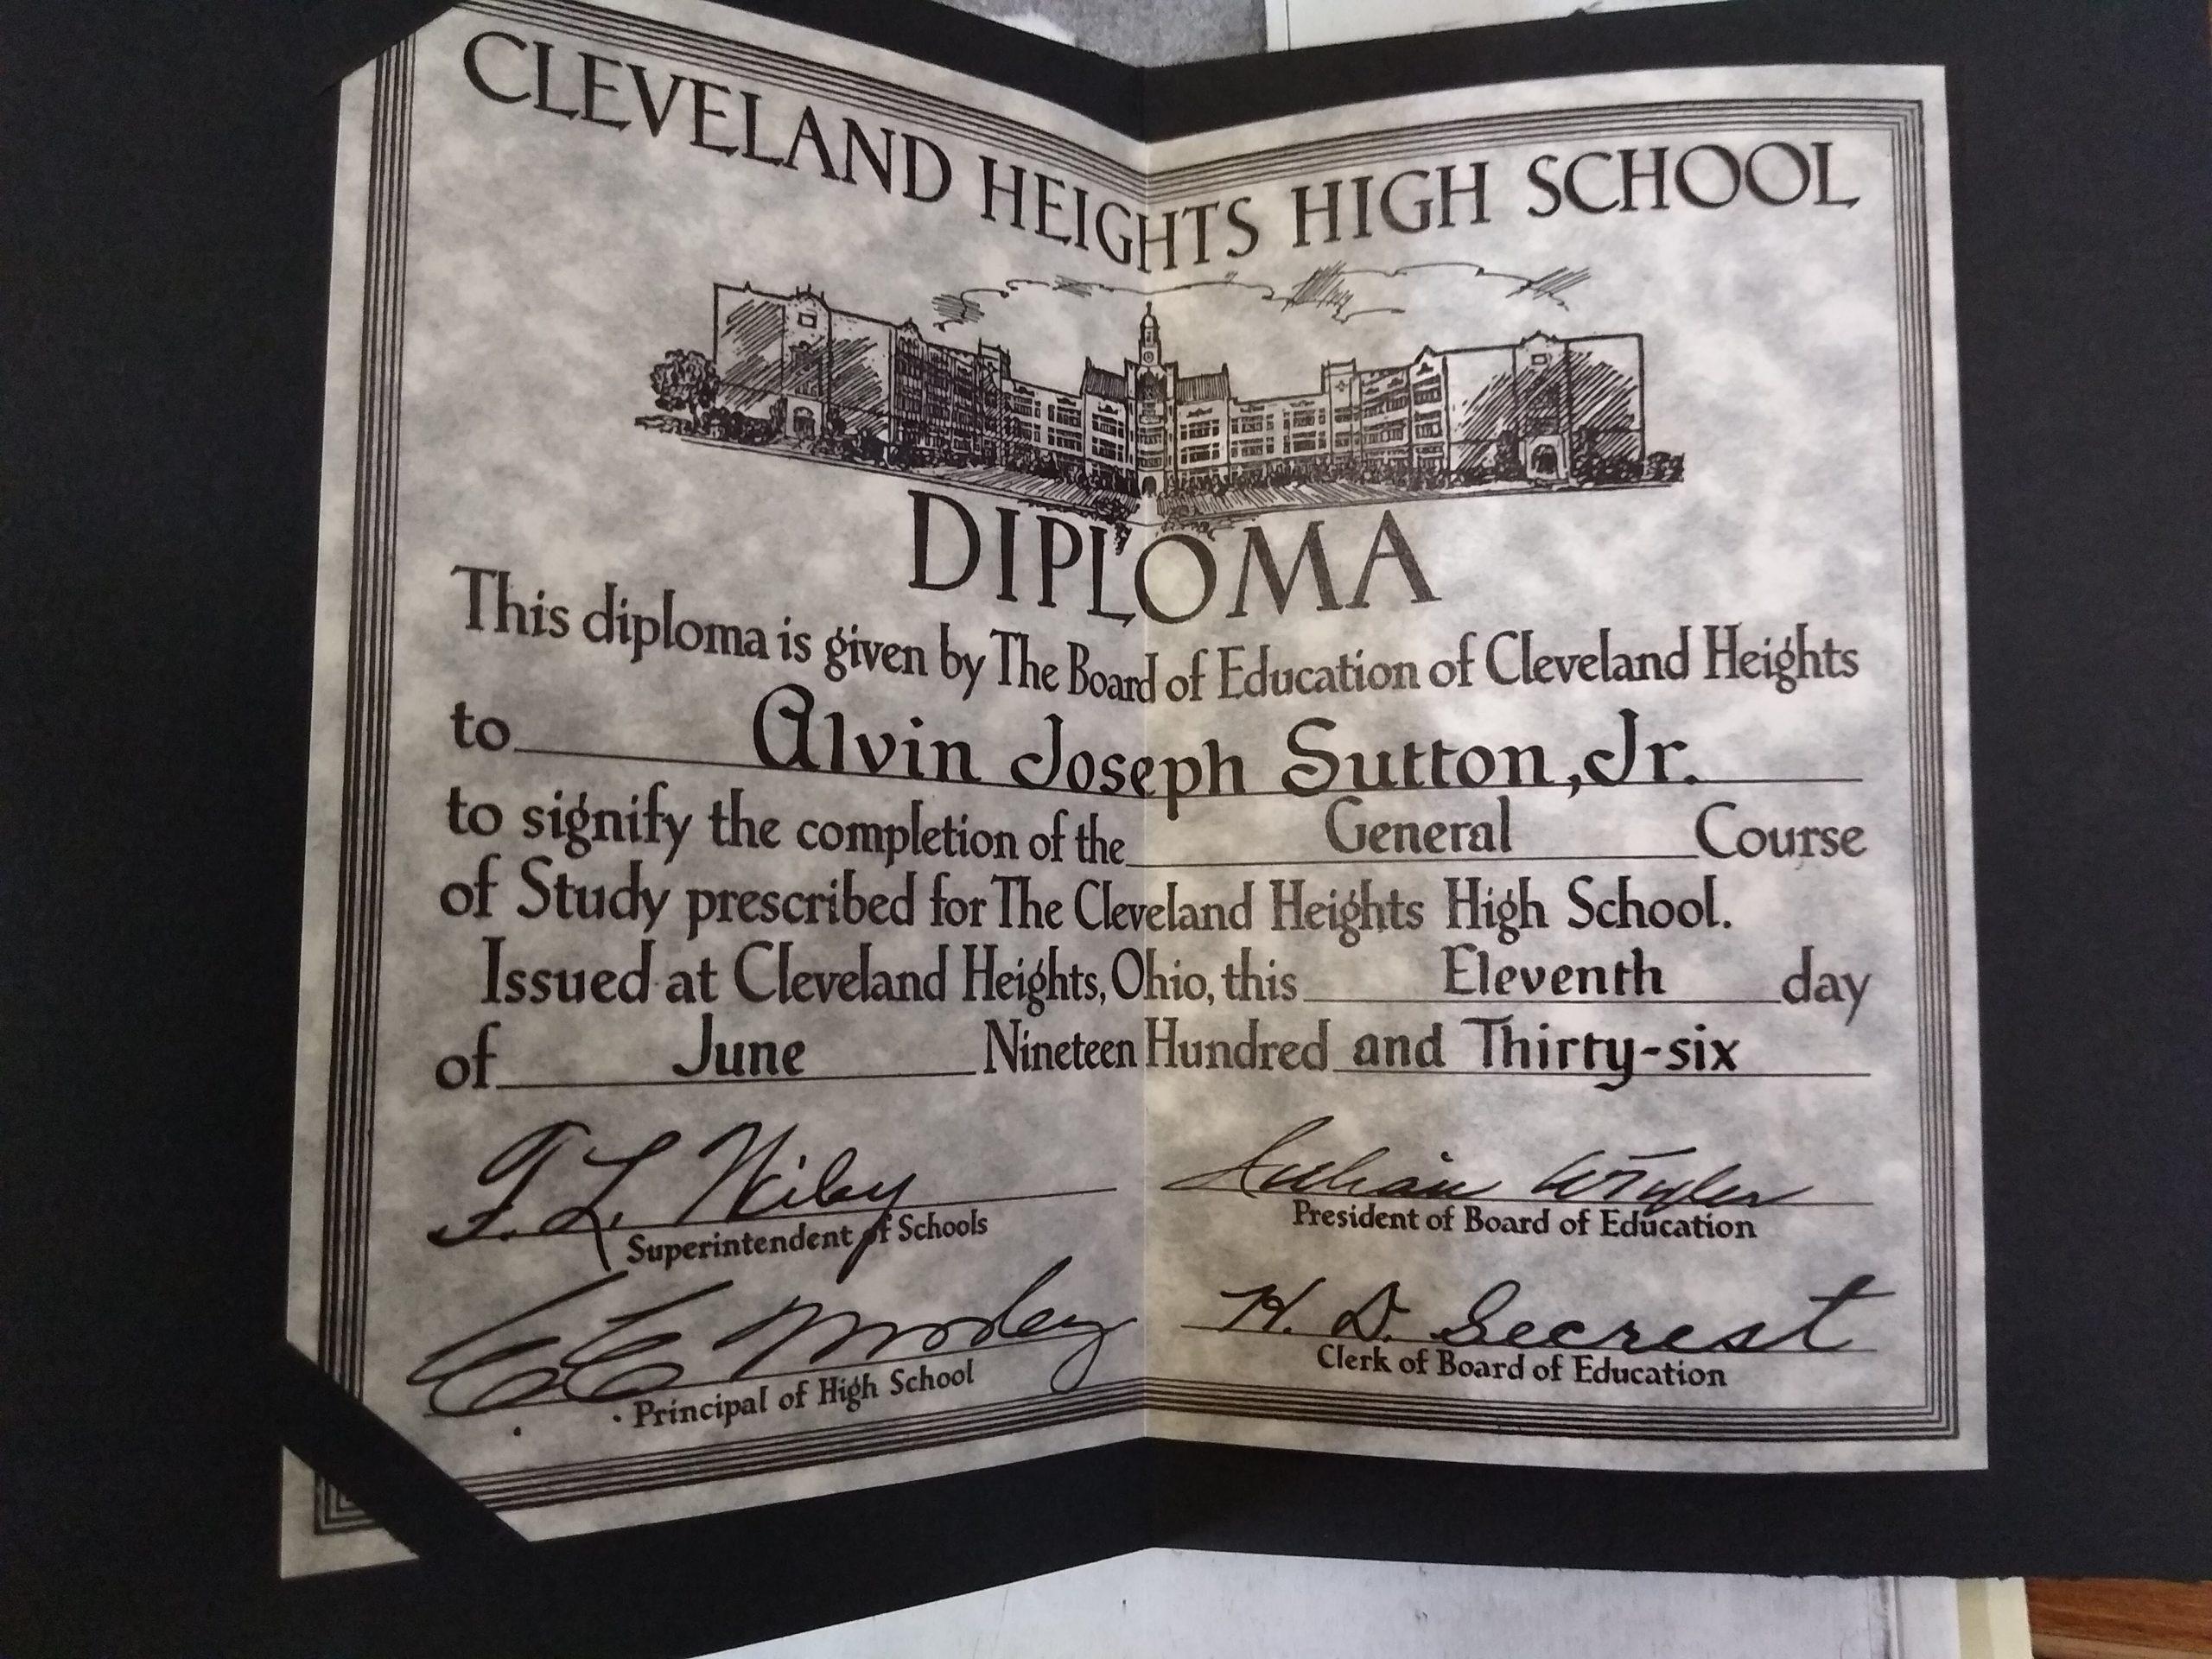 CLEVELAND HEIGHTS HIGH SCHOOL
DIPLOMA
This diploma is given by The Board of Education of Cleveland Heights
to Alvin Joseph Sutton, Jr.
to signify the completion of the General Course
of Study prescribed for The Cleveland Heights High School.
Issued at Cleveland Heights, Ohio, this Eleventh day
of June Nineteen Hundred and Thirty-six
F. L. Wiley
Superintendent of Schools
President of Board of Education
E E Morley
Principal of High School
H. D. Secrest
Clerk of Board of Education